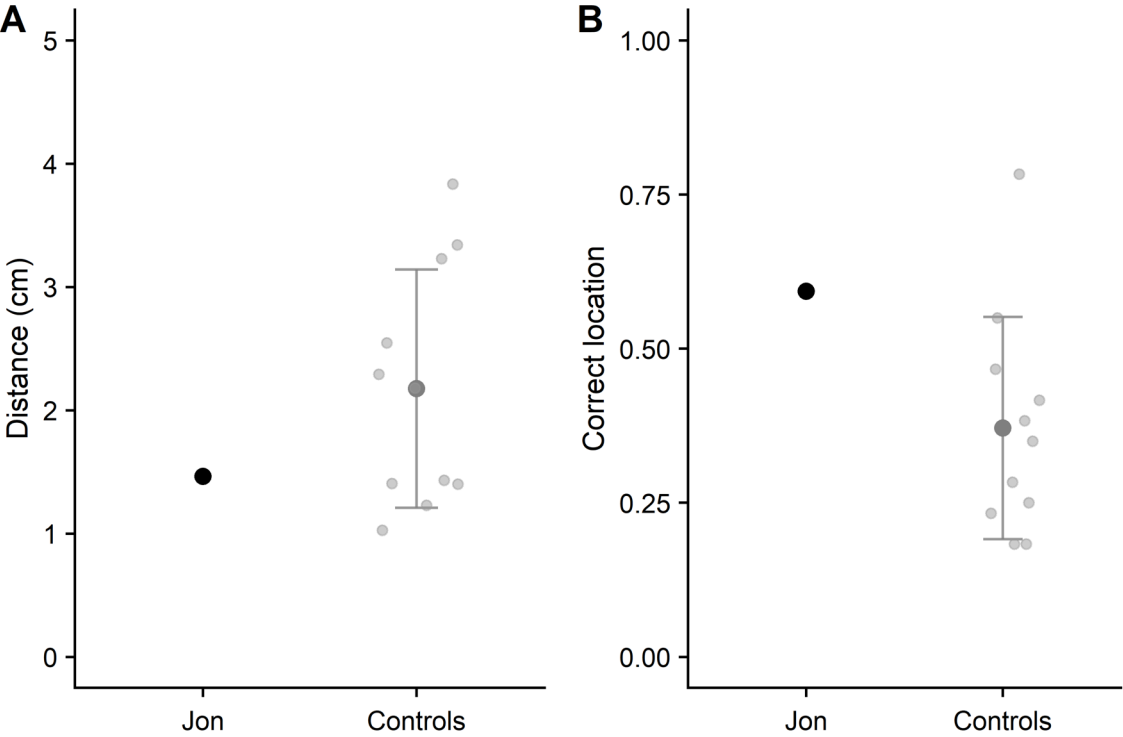 A
5
4
3
2
1
0
Distance (cm)
Jon
Controls
B
1.00
0.75
0.50
0.25
0.00
Correct location
Jon
Controls